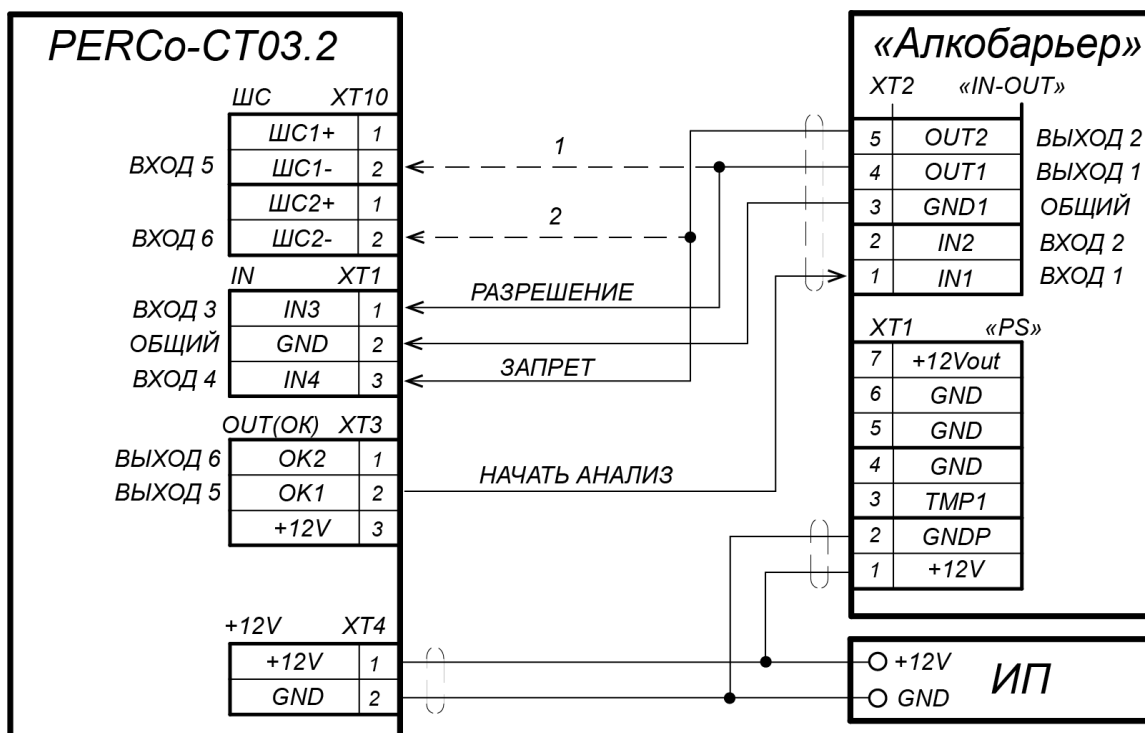 PERCo-CT03.2
ШС XT10
ШС1+ 1
ВХОД 5 ШС1- 2
ШС2+ 1
ВХОД 6 ШС2- 2
IN XT1
ВХОД 3 IN3 1
ОБЩИЙ GND 2
ВХОД 4 IN4 3
OUT(ОК) XT3
ВЫХОД 6 OK2 1
ВЫХОД 5 OK1 2
+12V 3
+12V XT4
+12V 1
GND 2
1
2
РАЗРЕШЕНИЕ
ЗАПРЕТ
НАЧАТЬ АНАЛИЗ
«Алкобарьер»
XT2 «IN-OUT»
5 OUT2 ВЫХОД 2
4 OUT1 ВЫХОД 1
3 GND1 ОБЩИЙ
2 IN2 ВХОД 2
1 IN1 ВХОД 1
XT1 «PS»
7 +12Vout
6 GND
5 GND
4 GND
3 TMP1
2 GNDP
1 +12V
+12V
GND
ИП